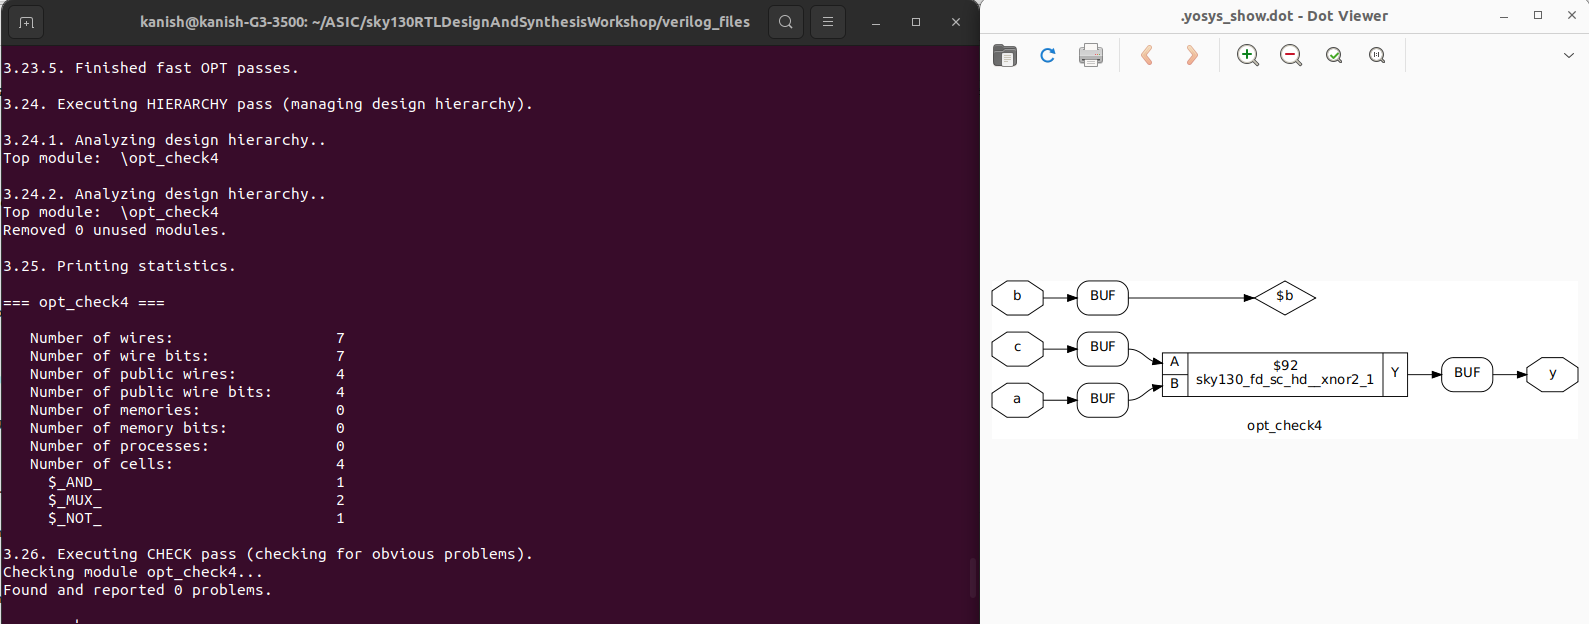 kanish@kanish-G3-3500: ~/ASIC/sky130RTLDesignAndSynthesisWorkshop/verilog_files
3.23.5. Finished fast OPT passes.
3.24. Executing HIERARCHY pass (managing design hierarchy).
3.24.1. Analyzing design hierarchy..
Top module:  \opt_check4
3.24.2. Analyzing design hierarchy..
Top module:  \opt_check4
Removed 0 unused modules.
3.25. Printing statistics.
=== opt_check4 ===
Number of wires: 7
Number of wire bits: 7
Number of public wires: 4
Number of public wire bits: 4
Number of memories: 0
Number of memory bits: 0
Number of processes: 0
Number of cells: 4
$_AND_ 1
$_MUX_ 2
$_NOT_ 1
3.26. Executing CHECK pass (checking for obvious problems).
Checking module opt_check4...
Found and reported 0 problems.
.yosys_show.dot - Dot Viewer
b BUF $b
c BUF
a BUF
A
B
$92
sky130_fd_sc_hd__xnor2_1
Y
BUF
y
opt_check4